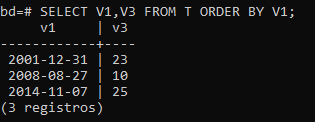 bd=# SELECT V1,V3 FROM T ORDER BY V1;
     v1     | v3
------------+----
 2001-12-31 | 23
 2008-08-27 | 10
 2014-11-07 | 25
(3 registros)